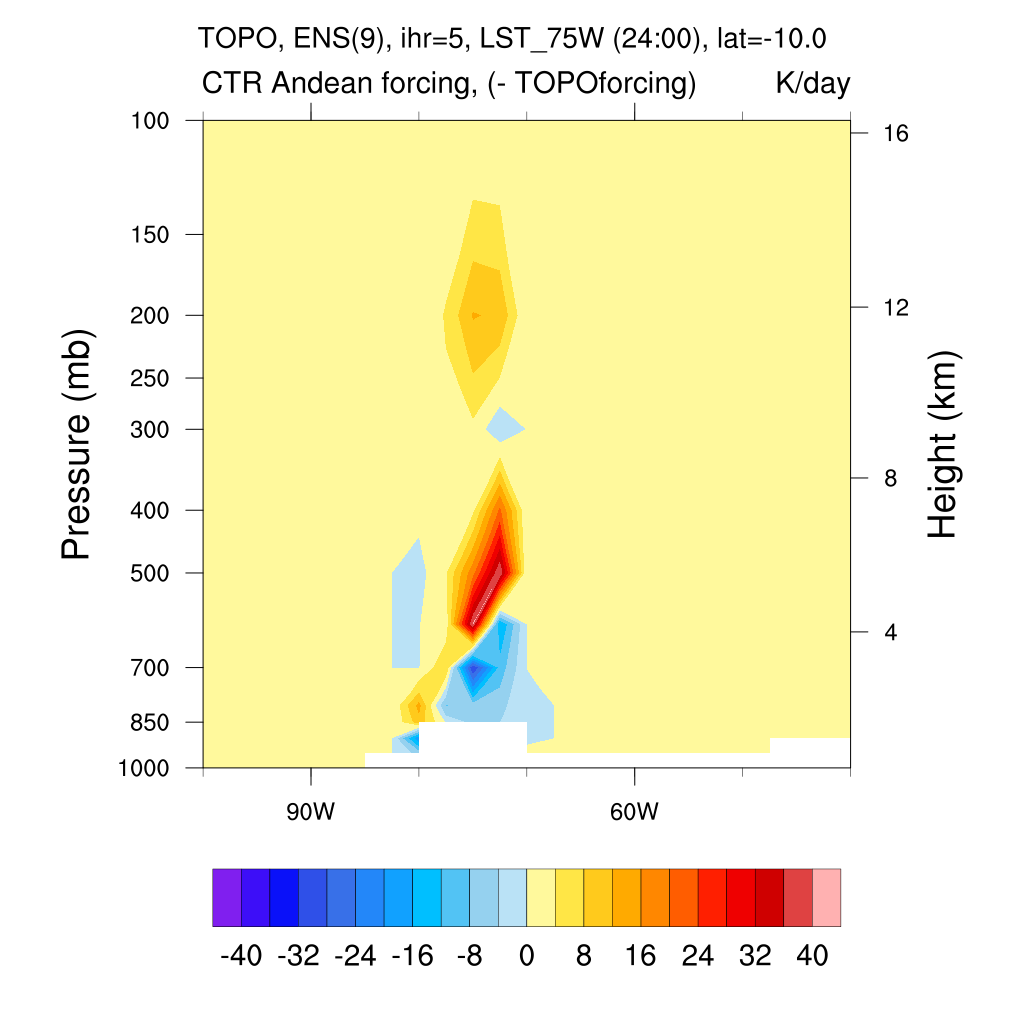 TOPO, ENS(9), ihr=5, LST_75W (24:00), lat=-10.0
CTR Andean forcing, (- TOPOforcing) K/day
100
150
200
250
300
400
500
700
850
1000
Pressure (mb)
16
12
8
4
Height (km)
90W 60W
-40 -32 -24 -16 -8 0 8 16 24 32 40